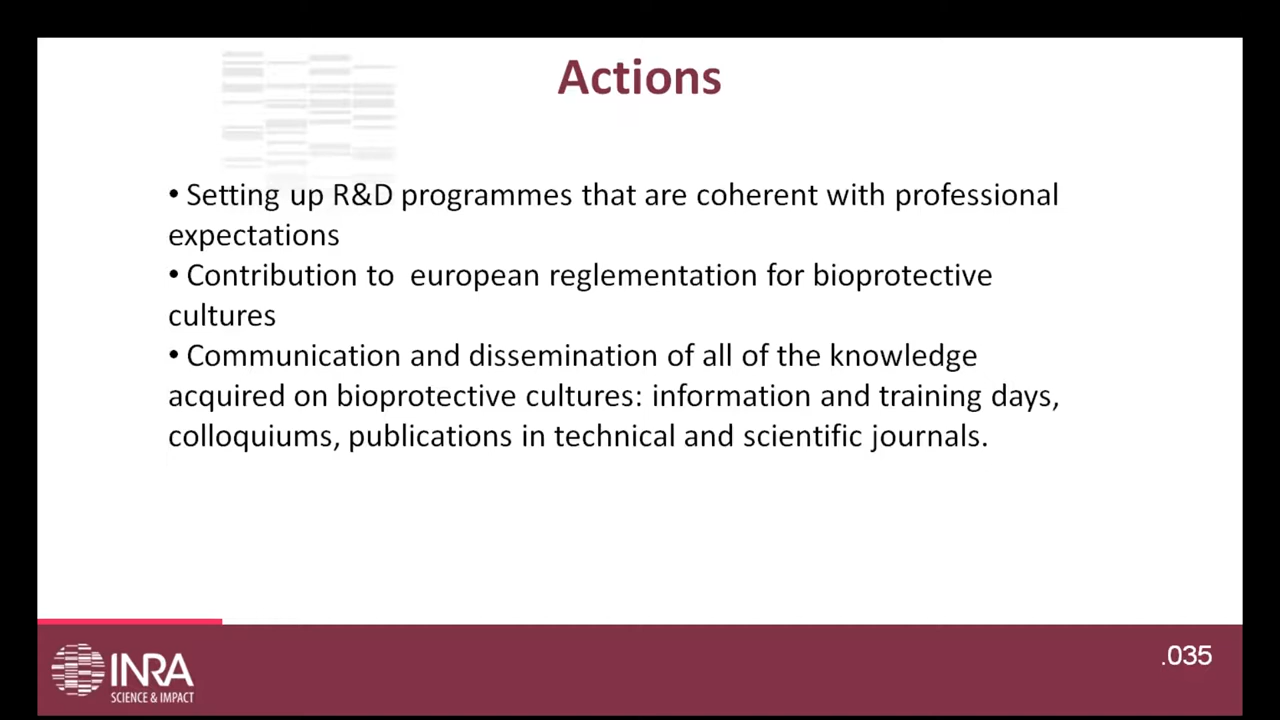 Actions
• Setting up R&D programmes that are coherent with professional
expectations
• Contribution to european reglementation for bioprotective
cultures
• Communication and dissemination of all of the knowledge
acquired on bioprotective cultures: information and training days,
colloquiums, publications in technical and scientific journals.
INRA
SCIENCE & IMPACT
.035